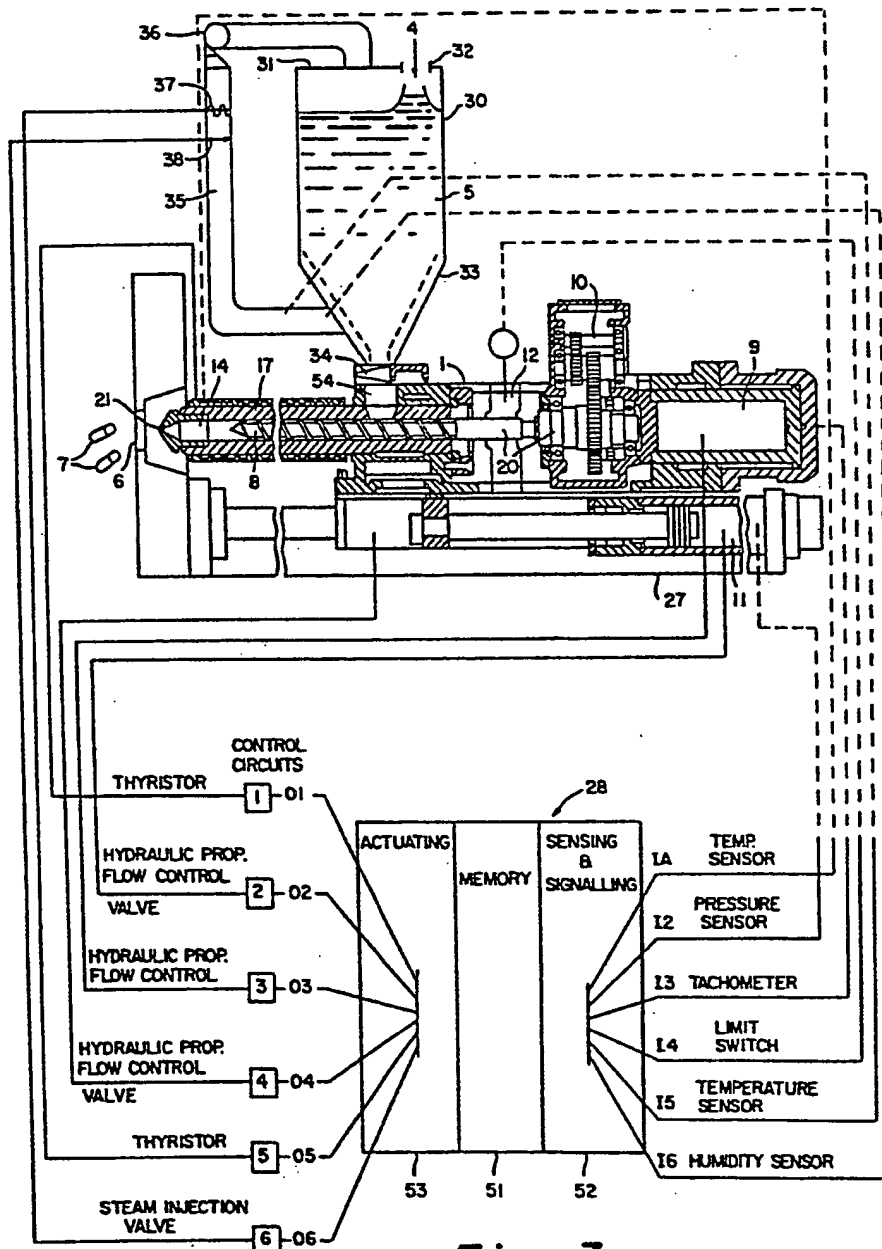 36
31
4
32
37
30
38
35
5
33
10
34
1
9
14
17
54
12
21
7
6
8
20
27
11
CONTROL
CIRCUITS
28
THYRISTOR
1
O1
ACTUATING
MEMORY
SENSING
&
SIGNALLING
IA
TEMP.
SENSOR
HYDRAULIC PROP.
FLOW CONTROL
VALVE
2
O2
I2
PRESSURE
SENSOR
HYDRAULIC PROP.
FLOW CONTROL
3
O3
I3 TACHOMETER
HYDRAULIC PROP.
FLOW CONTROL
VALVE
4
O4
I4
LIMIT
SWITCH
THYRISTOR
5
O5
I5
TEMPERATURE
SENSOR
STEAM INJECTION
VALVE
6
O6
I6 HUMIDITY SENSOR
53
51
52